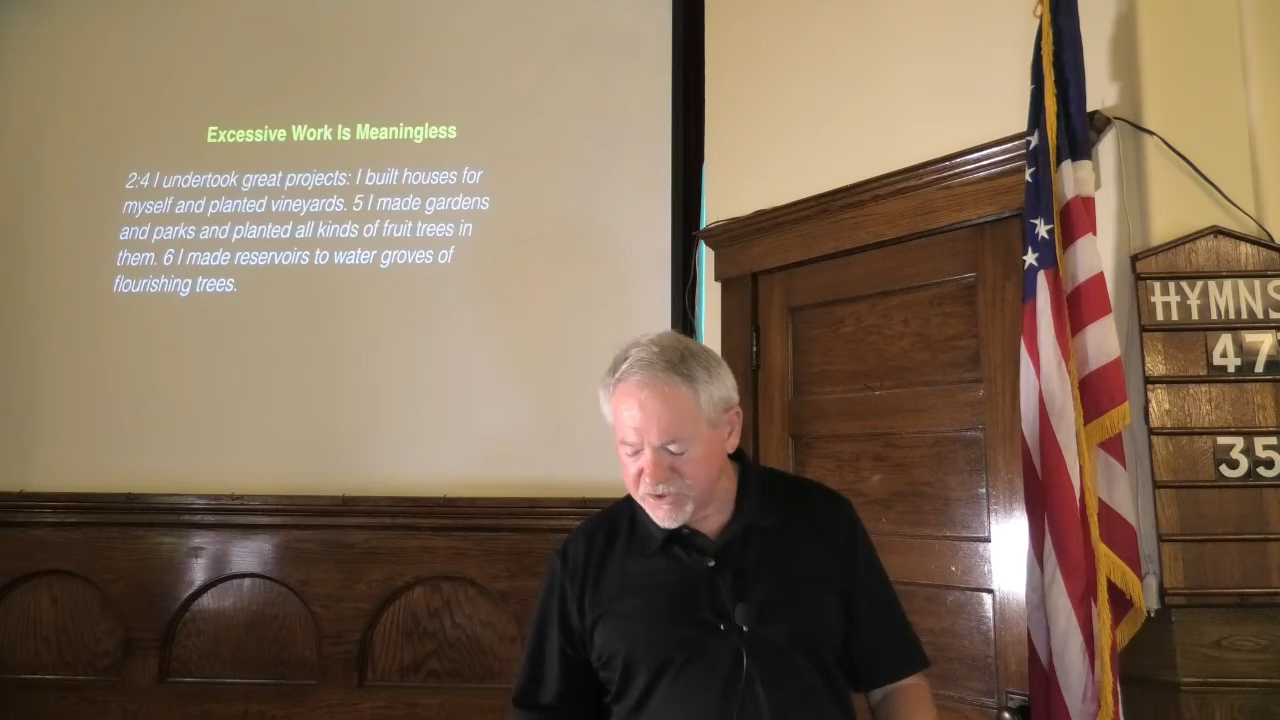 Excessive Work Is Meaningless
2:4 I undertook great projects: I built houses for
myself and planted vineyards. 5 I made gardens
and parks and planted all kinds of fruit trees in
them. 6 I made reservoirs to water groves of
flourishing trees.
HYMNS
47
35